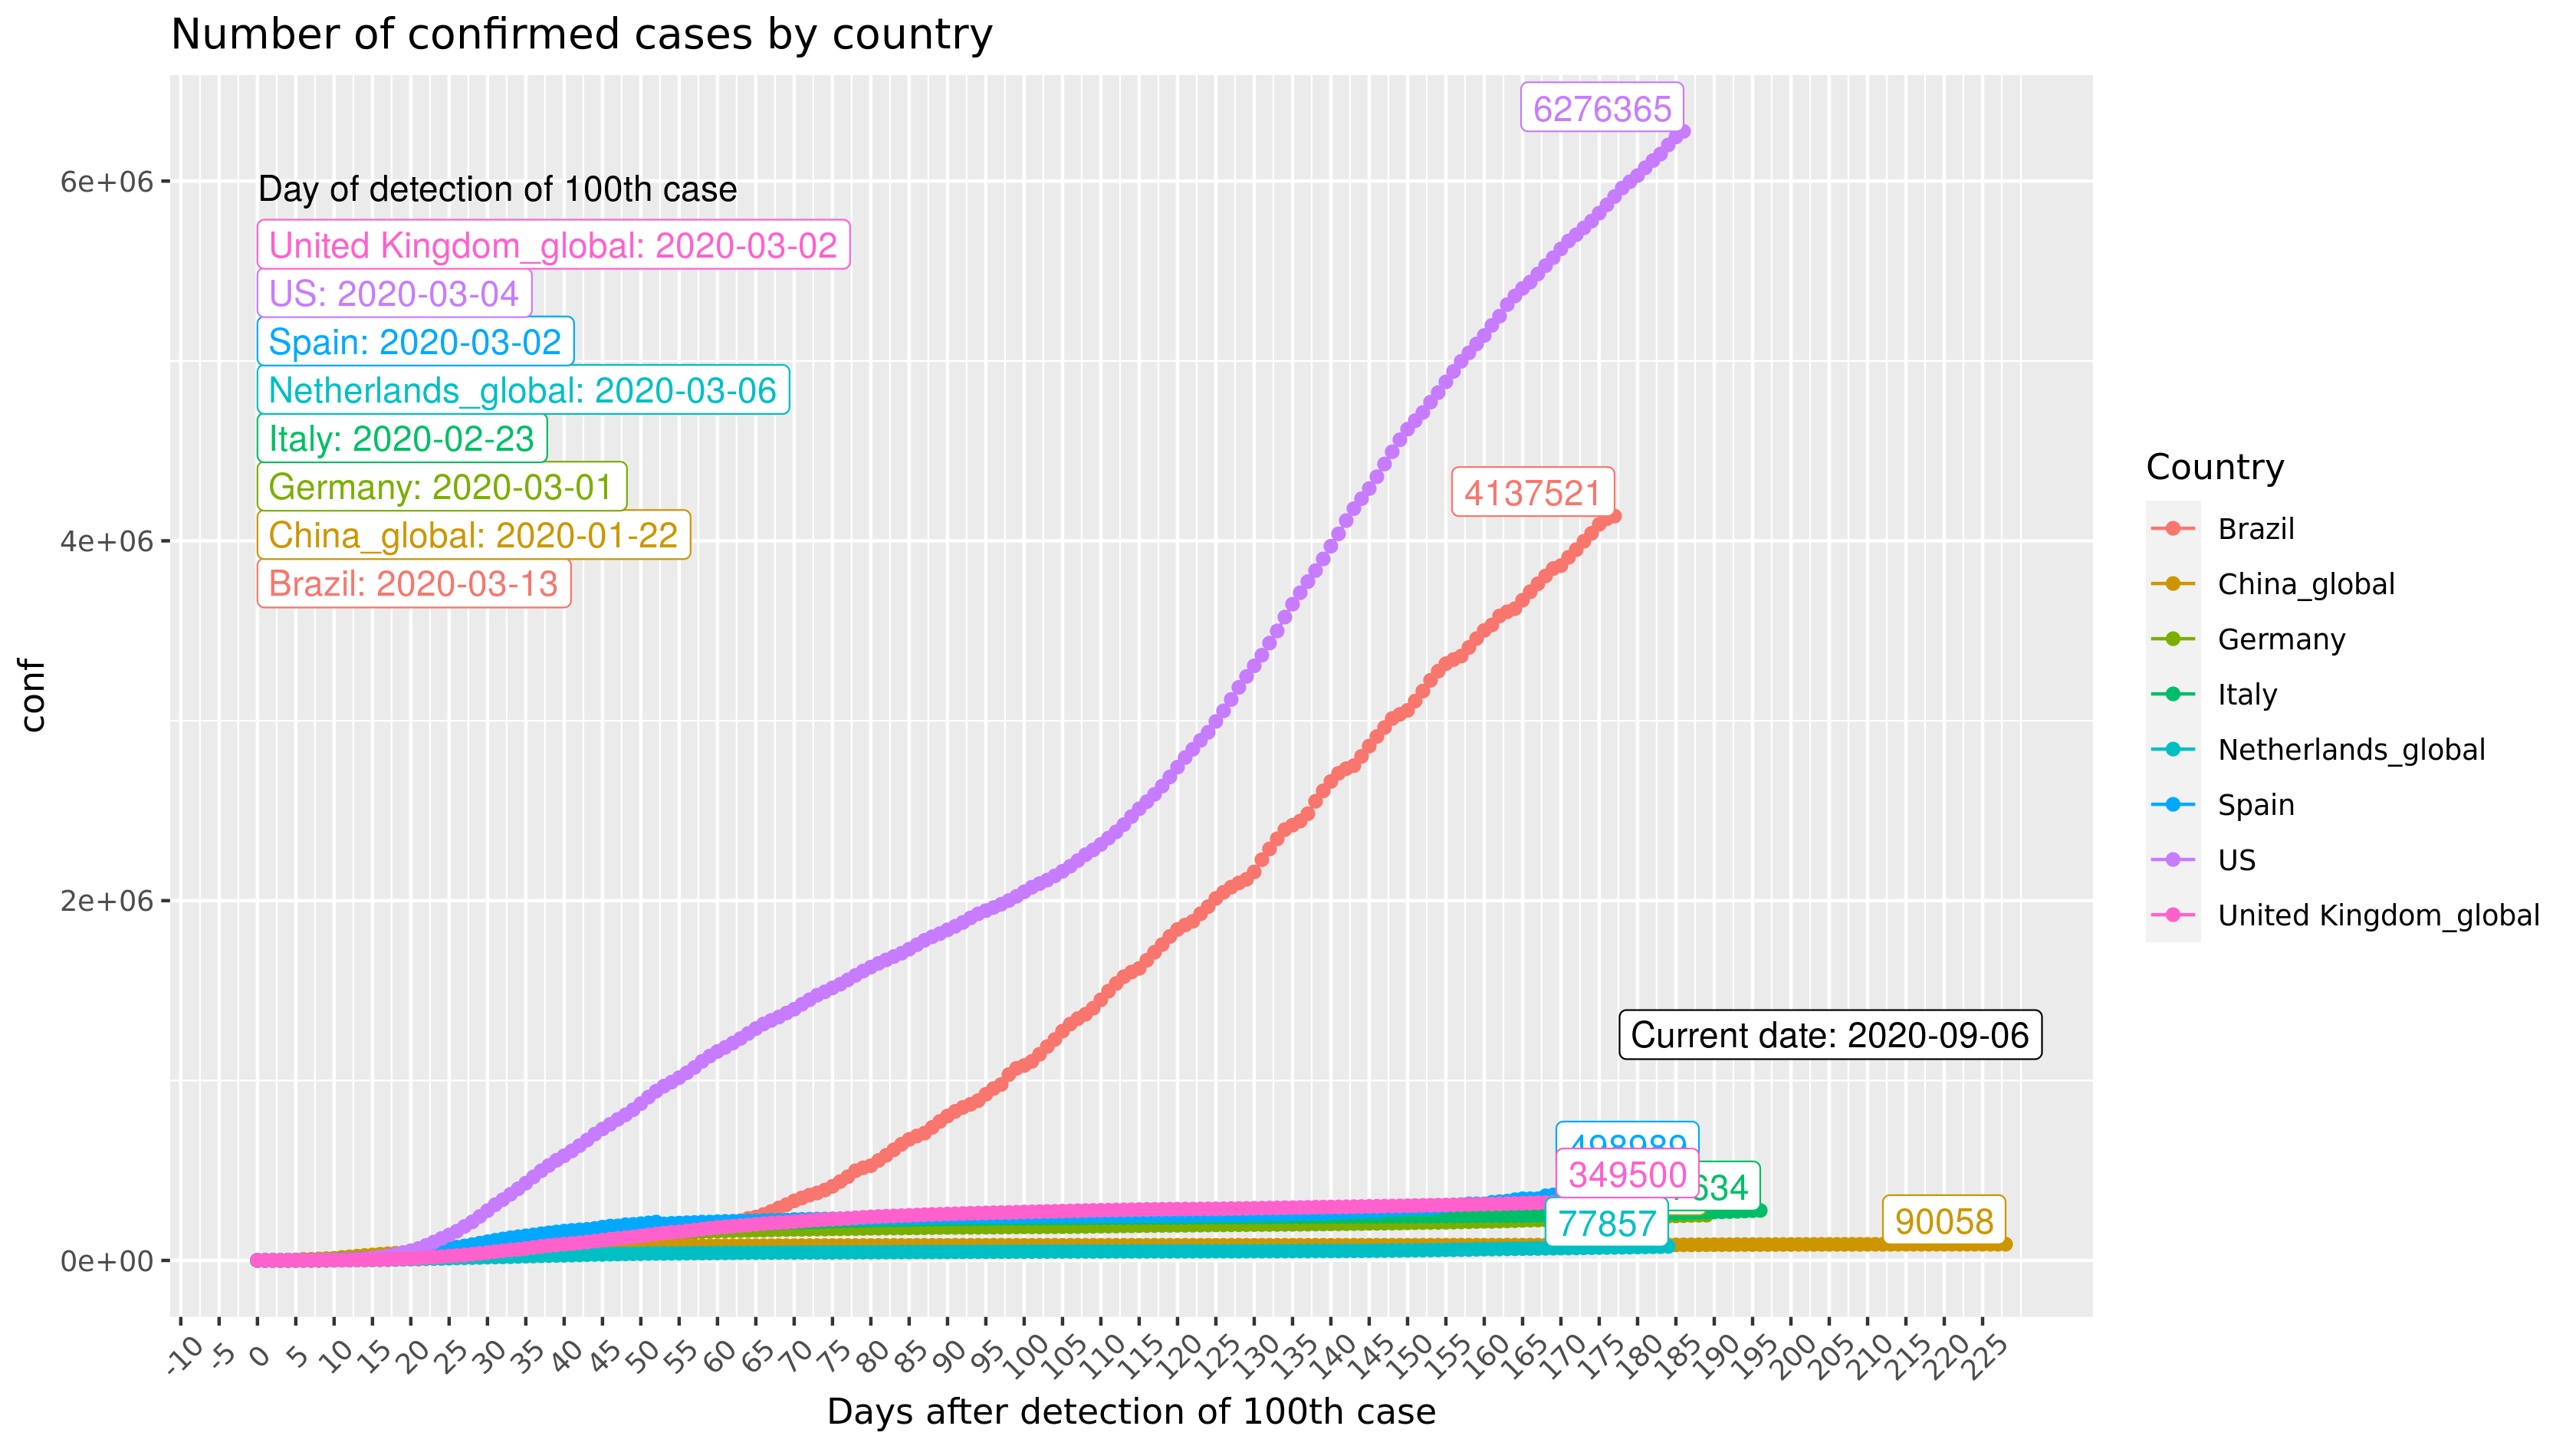 Number of confirmed cases by country
6276365
6e+06
Day of detection of 100th case
United Kingdom_global: 2020-03-02
US: 2020-03-04
Spain: 2020-03-02
Netherlands_global: 2020-03-06
Italy: 2020-02-23
Germany: 2020-03-01
China_global: 2020-01-22
Brazil: 2020-03-13
4137521
4e+06
conf
2e+06
0e+00
Current date: 2020-09-06
498989
349500
634
77857
90058
-10 -5 0 5 10 15 20 25 30 35 40 45 50 55 60 65 70 75 80 85 90 95 100 105 110 115 120 125 130 135 140 145 150 155 160 165 170 175 180 185 190 195 200 205 210 215 220 225
Days after detection of 100th case
Country
Brazil
China_global
Germany
Italy
Netherlands_global
Spain
US
United Kingdom_global